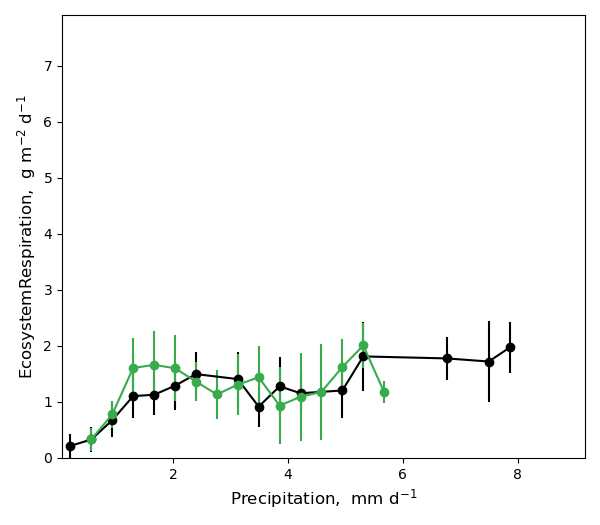 7
6
5
4
3
2
1
0
EcosystemRespiration, g m⁻² d⁻¹
2 4 6 8
Precipitation, mm d⁻¹